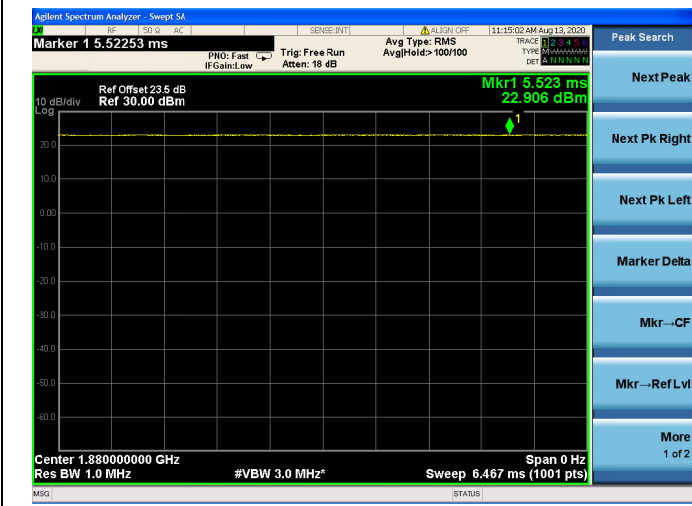 Agilent Spectrum Analyzer - Swept SA
LXI RF 50 Ω AC SENSE:INT ALIGN OFF 11:15:02 AM Aug 13, 2020
Marker 1 5.52253 ms
PNO: Fast
IFGain:Low
Trig: Free Run
Atten: 18 dB
Avg Type: RMS
Avg|Hold:>100/100
TRACE 1 2 3 4 5 6
TYPE M
DET A N N N N N
Peak Search
Ref Offset 23.5 dB
Ref 30.00 dBm
10 dB/div
Log
Mkr1 5.523 ms
22.906 dBm
1
20.0
10.0
0.00
-10.0
-20.0
-30.0
-40.0
-50.0
-60.0
Next Peak
Next Pk Right
Next Pk Left
Marker Delta
Mkr→CF
Mkr→Ref Lvl
More
1 of 2
Center 1.880000000 GHz
Span 0 Hz
Res BW 1.0 MHz #VBW 3.0 MHz* Sweep 6.467 ms (1001 pts)
MSG STATUS